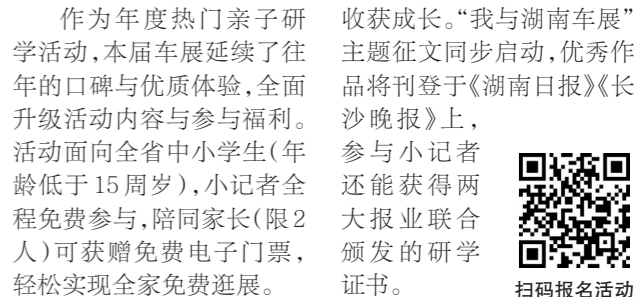 作为年度热门亲子研
学活动,本届车展延续了往
年的口碑与优质体验,全面
升级活动内容与参与福利。
活动面向全省中小学生(年
龄低于15周岁),小记者全
程免费参与,陪同家长(限2
人)可获赠免费电子门票,
轻松实现全家免费逛展。
收获成长。“我与湖南车展”
主题征文同步启动,优秀作
品将刊登于《湖南日报》《长
沙晚报》上,
参与小记者
还能获得两
大报业联合
颁发的研学
证书。
扫码报名活动